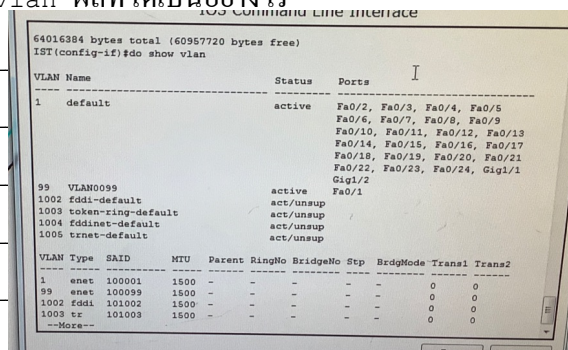 vlan
IOS Command Line Interface
64016384 bytes total (60957720 bytes free)
IST(config-if)#do show vlan
VLAN Name Status Ports
---- -------------------------------- --------- -------------------------------
1 default active Fa0/2, Fa0/3, Fa0/4, Fa0/5
Fa0/6, Fa0/7, Fa0/8, Fa0/9
Fa0/10, Fa0/11, Fa0/12, Fa0/13
Fa0/14, Fa0/15, Fa0/16, Fa0/17
Fa0/18, Fa0/19, Fa0/20, Fa0/21
Fa0/22, Fa0/23, Fa0/24, Gig1/1
Gig1/2
99 VLAN0099 active Fa0/1
1002 fddi-default act/unsup
1003 token-ring-default act/unsup
1004 fddinet-default act/unsup
1005 trnet-default act/unsup
VLAN Type SAID MTU Parent RingNo BridgeNo Stp BrdgMode Trans1 Trans2
---- ----- ---------- ----- ------ ------ -------- ---- -------- ------ ------
1 enet 100001 1500 - - - - - 0 0
99 enet 100099 1500 - - - - - 0 0
1002 fddi 101002 1500 - - - - - 0 0
1003 tr 101003 1500 - - - - - 0 0
--More--